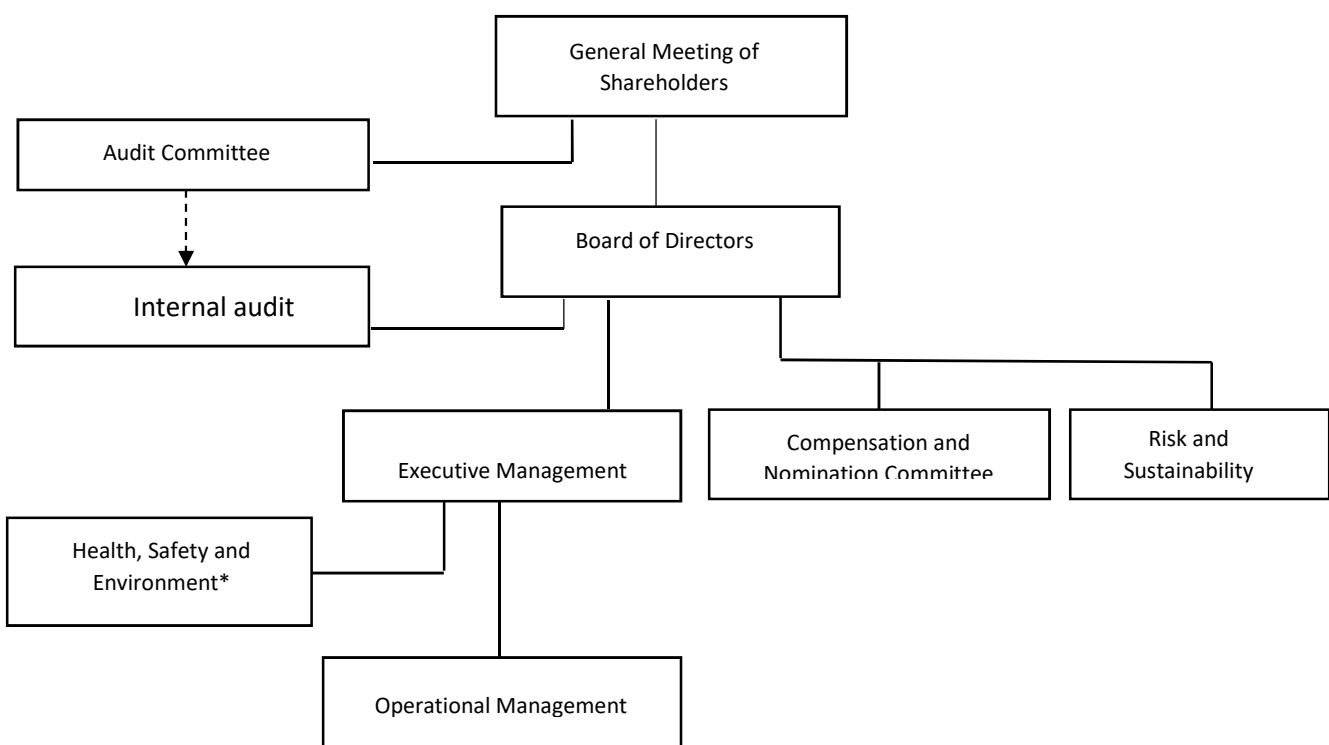 General Meeting of
Shareholders
Audit Committee
Board of Directors
Internal audit
Executive Management
Compensation and
Nomination Committee
Risk and
Sustainability
Health, Safety and
Environment*
Operational Management